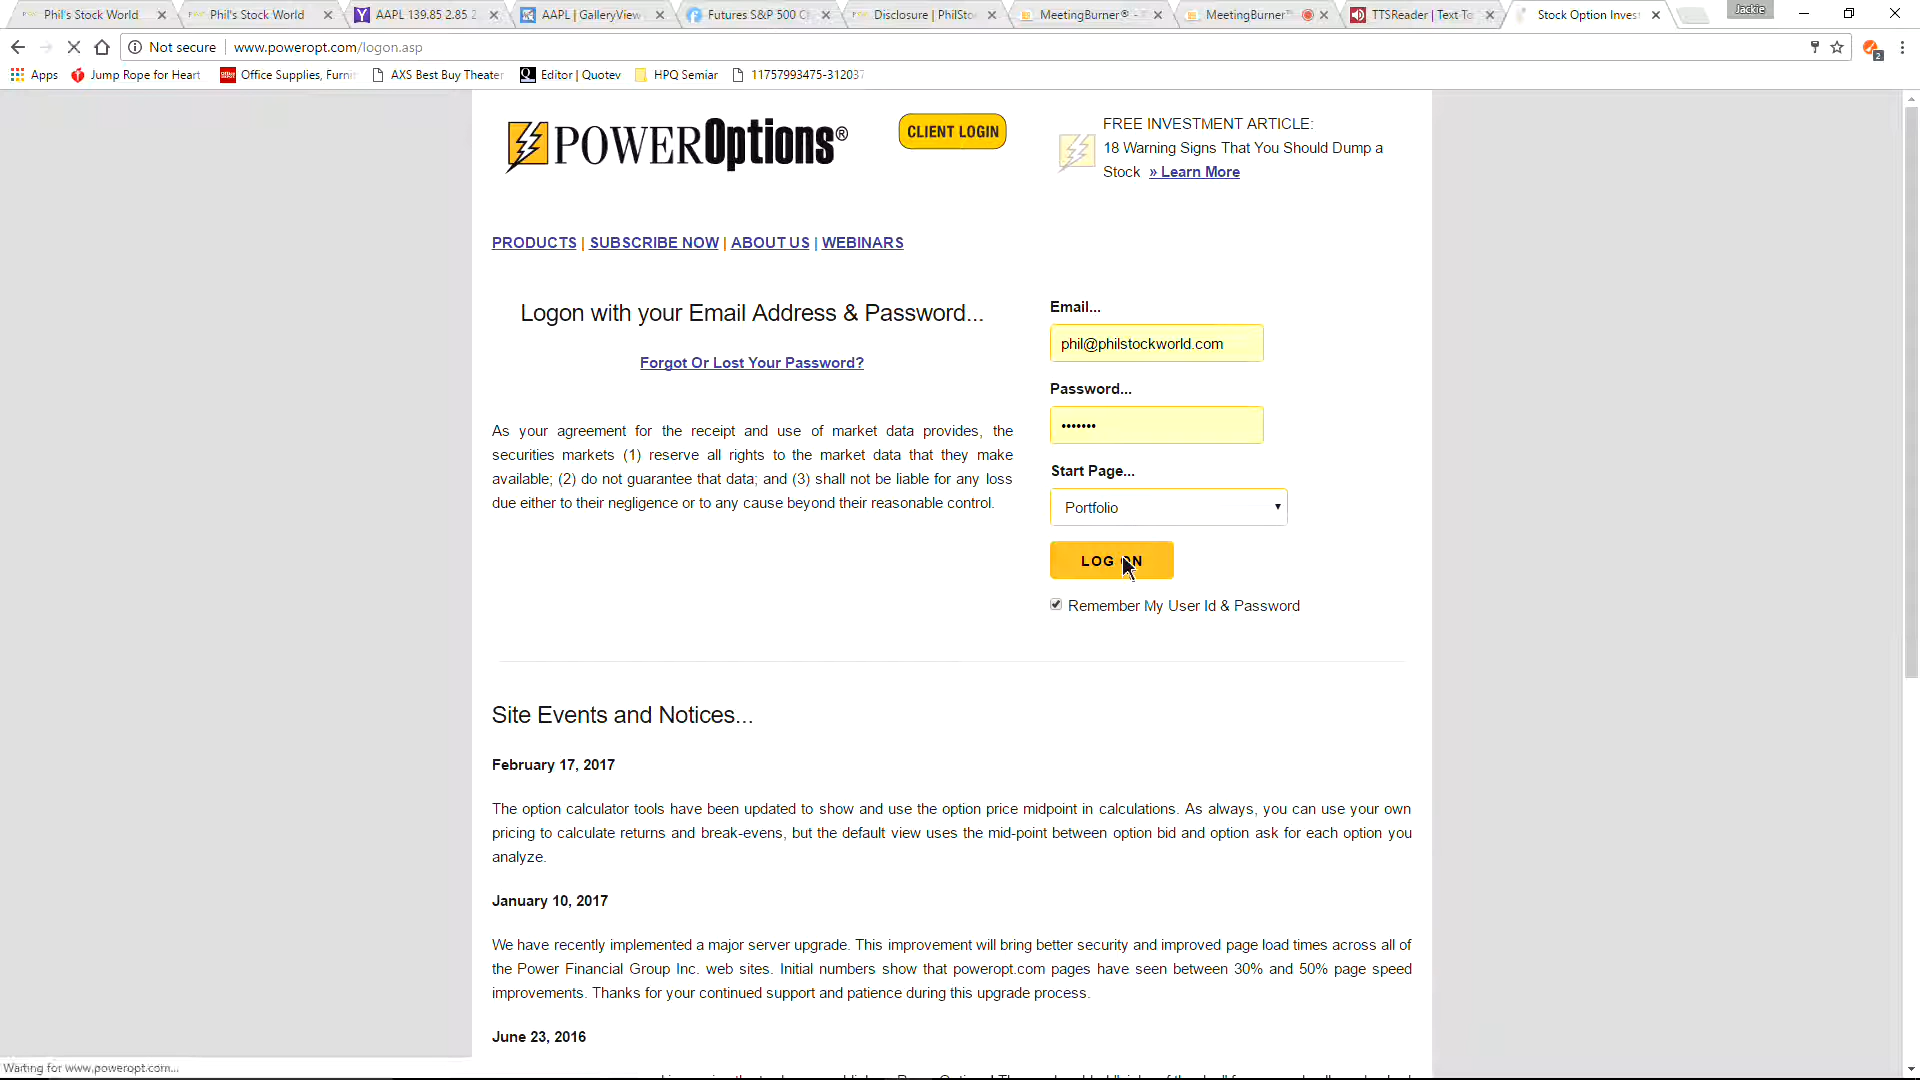 Phil's Stock World
Phil's Stock World
AAPL 139.85 2.85 2
AAPL | GalleryView
Futures S&P 500 C
Disclosure | PhilSto
MeetingBurner® -
MeetingBurner™
TTSReader | Text To
Stock Option Invest
Jackie
Not secure | www.poweropt.com/logon.asp
2
Apps
Jump Rope for Heart
Office Supplies, Furni
AXS Best Buy Theater
Editor | Quotev
HPQ Semiar
11757993475-312037
POWEROptions®
CLIENT LOGIN
FREE INVESTMENT ARTICLE:
18 Warning Signs That You Should Dump a
Stock » Learn More
PRODUCTS | SUBSCRIBE NOW | ABOUT US | WEBINARS
Logon with your Email Address & Password...
Forgot Or Lost Your Password?
As your agreement for the receipt and use of market data provides, the
securities markets (1) reserve all rights to the market data that they make
available; (2) do not guarantee that data; and (3) shall not be liable for any loss
due either to their negligence or to any cause beyond their reasonable control.
Email...
phil@philstockworld.com
Password...
•••••••
Start Page...
Portfolio
LOG ON
Remember My User Id & Password
Site Events and Notices...
February 17, 2017
The option calculator tools have been updated to show and use the option price midpoint in calculations. As always, you can use your own
pricing to calculate returns and break-evens, but the default view uses the mid-point between option bid and option ask for each option you
analyze.
January 10, 2017
We have recently implemented a major server upgrade. This improvement will bring better security and improved page load times across all of
the Power Financial Group Inc. web sites. Initial numbers show that poweropt.com pages have seen between 30% and 50% page speed
improvements. Thanks for your continued support and patience during this upgrade process.
June 23, 2016
Waiting for www.poweropt.com...